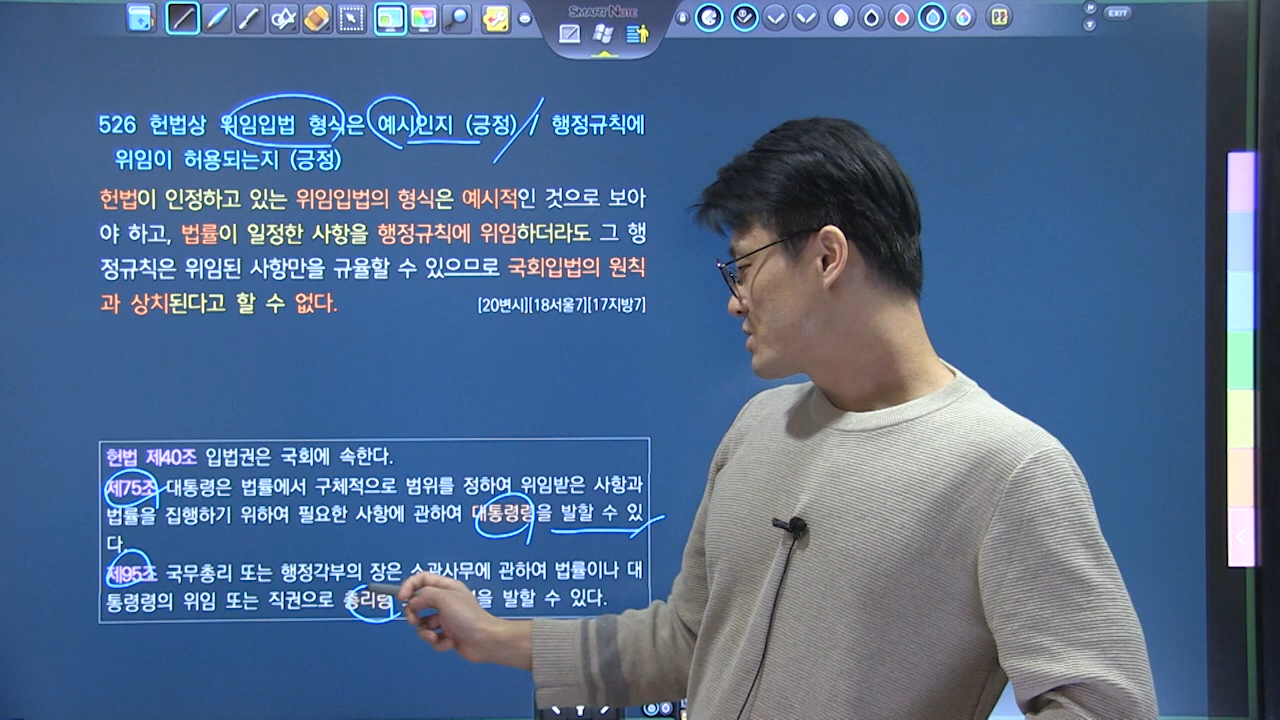 SMART NOTE
EXIT
526 헌법상 위임입법 형식은 예시인지 (긍정) / 행정규칙에
위임이 허용되는지 (긍정)
헌법이 인정하고 있는 위임입법의 형식은 예시적인 것으로 보아
야 하고, 법률이 일정한 사항을 행정규칙에 위임하더라도 그 행
정규칙은 위임된 사항만을 규율할 수 있으므로 국회입법의 원칙
과 상치된다고 할 수 없다.
[20변시][18서울7][17지방7]
헌법 제40조 입법권은 국회에 속한다.
제75조 대통령은 법률에서 구체적으로 범위를 정하여 위임받은 사항과
법률을 집행하기 위하여 필요한 사항에 관하여 대통령령을 발할 수 있
다.
제95조 국무총리 또는 행정각부의 장은 소관사무에 관하여 법률이나 대
통령령의 위임 또는 직권으로 총리령 을 발할 수 있다.